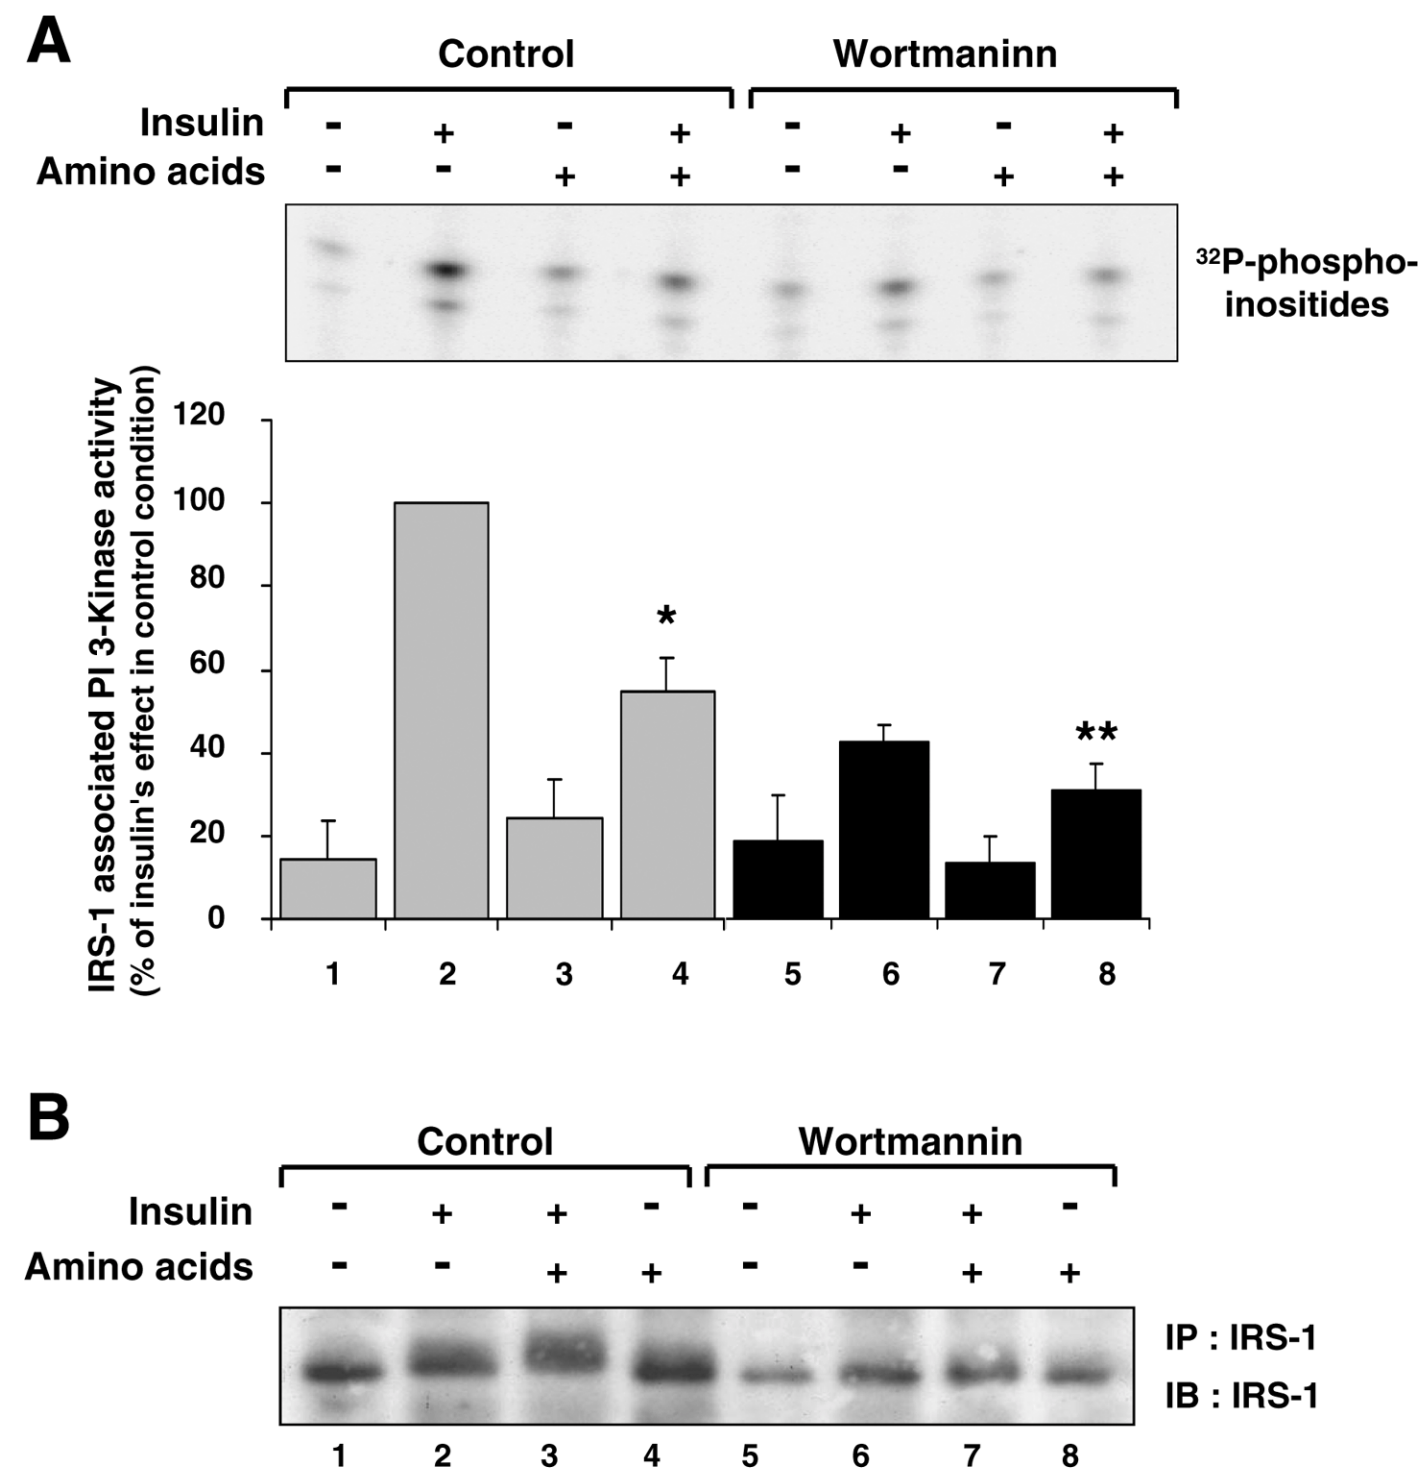 A
Control Wortmaninn
Insulin - + - + - + - +
Amino acids - - + + - - + +
32P-phospho-
inositides
IRS-1 associated PI 3-Kinase activity
(% of insulin's effect in control condition)
120
100
80
60
40
20
0
*
**
1 2 3 4 5 6 7 8
B
Control Wortmannin
Insulin - + + - - + + -
Amino acids - - + + - - + +
IP : IRS-1
IB : IRS-1
1 2 3 4 5 6 7 8